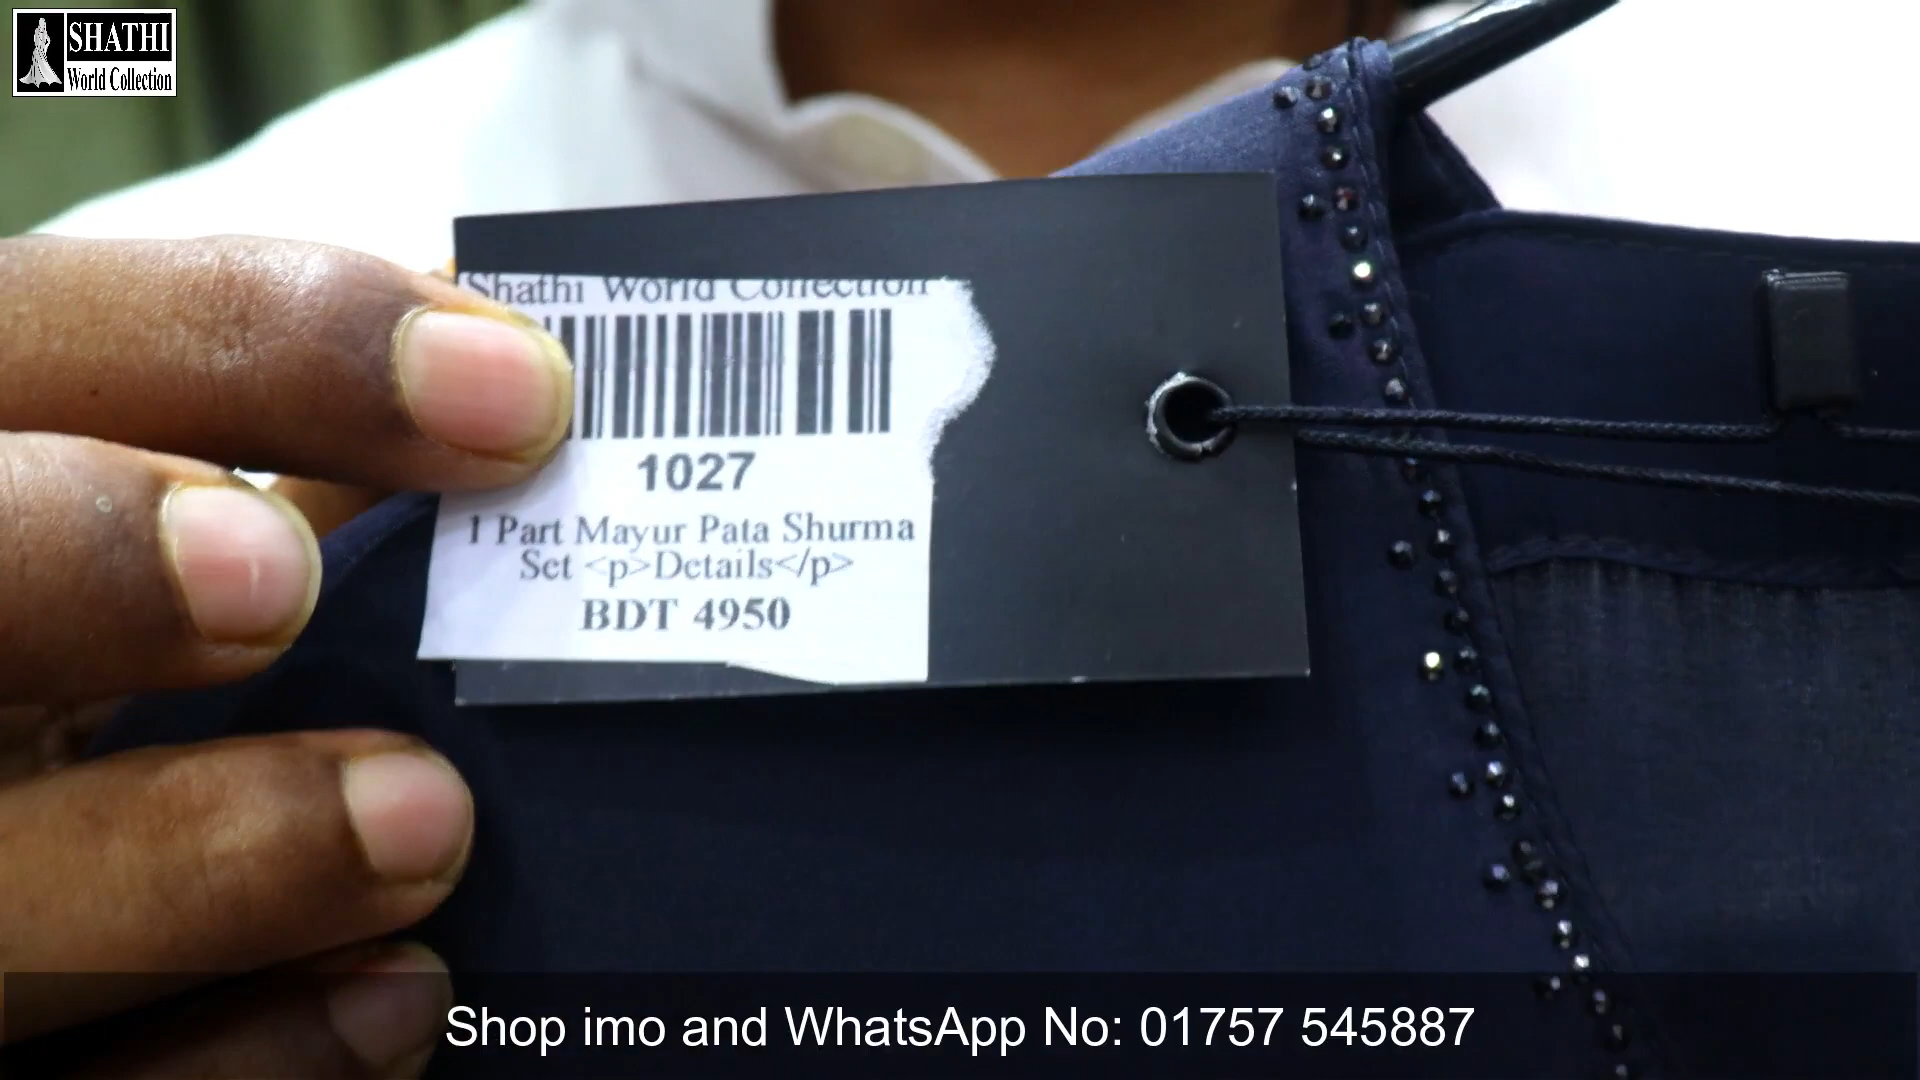 SHATHI
World Collection
Shathi World Collection
1027
1 Part Mayur Pata Shurma
Set <p>Details</p>
BDT 4950
Shop imo and WhatsApp No: 01757 545887